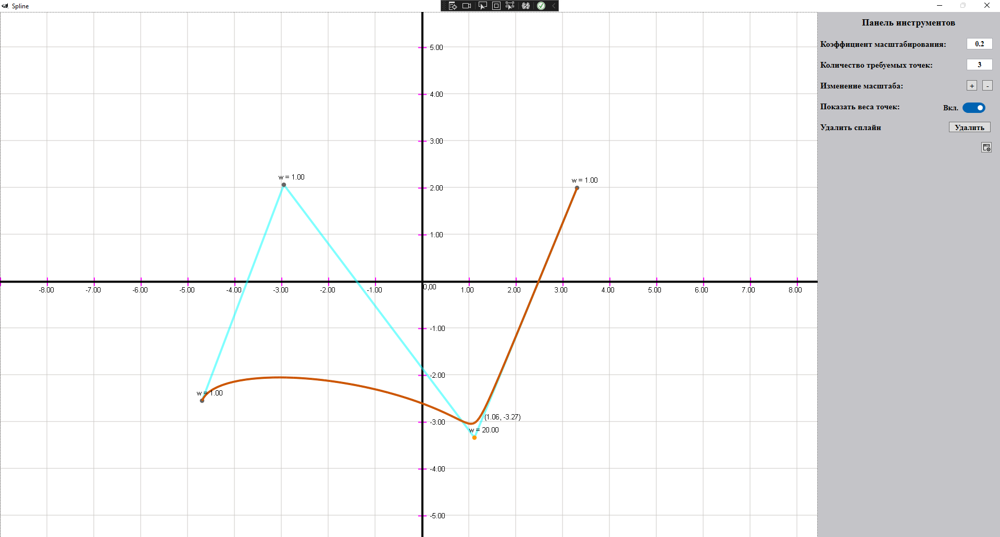 Spline
Панель инструментов
Коэффициент масштабирования: 0.2
Количество требуемых точек: 3
Изменение масштаба: + -
Показать веса точек: Вкл.
Удалить сплайн Удалить
5.00
4.00
3.00
w = 1.00
w = 1.00
2.00
1.00
0,00
-8.00 -7.00 -6.00 -5.00 -4.00 -3.00 -2.00 -1.00 1.00 2.00 3.00 4.00 5.00 6.00 7.00 8.00
-1.00
-2.00
w = 1.00
(1.06, -3.27)
-3.00
w = 20.00
-4.00
-5.00